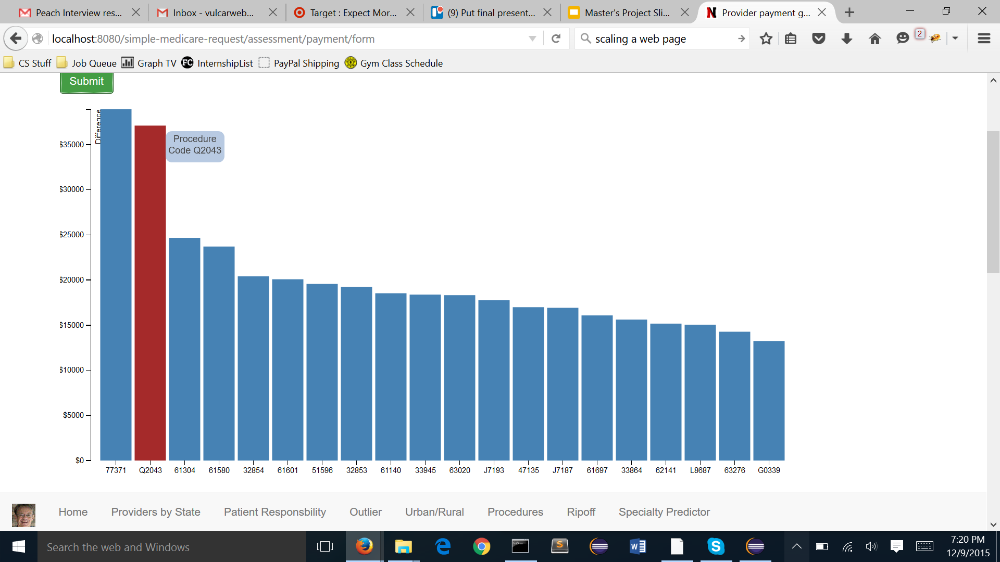 Peach Interview res...
Inbox - vulcarweb...
Target : Expect Mor...
(9) Put final present...
Master's Project Sli...
Provider payment g...
localhost:8080/simple-medicare-request/assessment/payment/form
scaling a web page
2
CS Stuff
Job Queue
Graph TV
FC InternshipList
PayPal Shipping
Gym Class Schedule
Submit
Difference
Procedure
Code Q2043
$35000
$30000
$25000
$20000
$15000
$10000
$5000
$0
77371 Q2043 61304 61580 32854 61601 51596 32853 61140 33945 63020 J7193 47135 J7187 61697 33864 62141 L8687 63276 G0339
Home Providers by State Patient Responsbility Outlier Urban/Rural Procedures Ripoff Specialty Predictor
Search the web and Windows
7:20 PM
12/9/2015